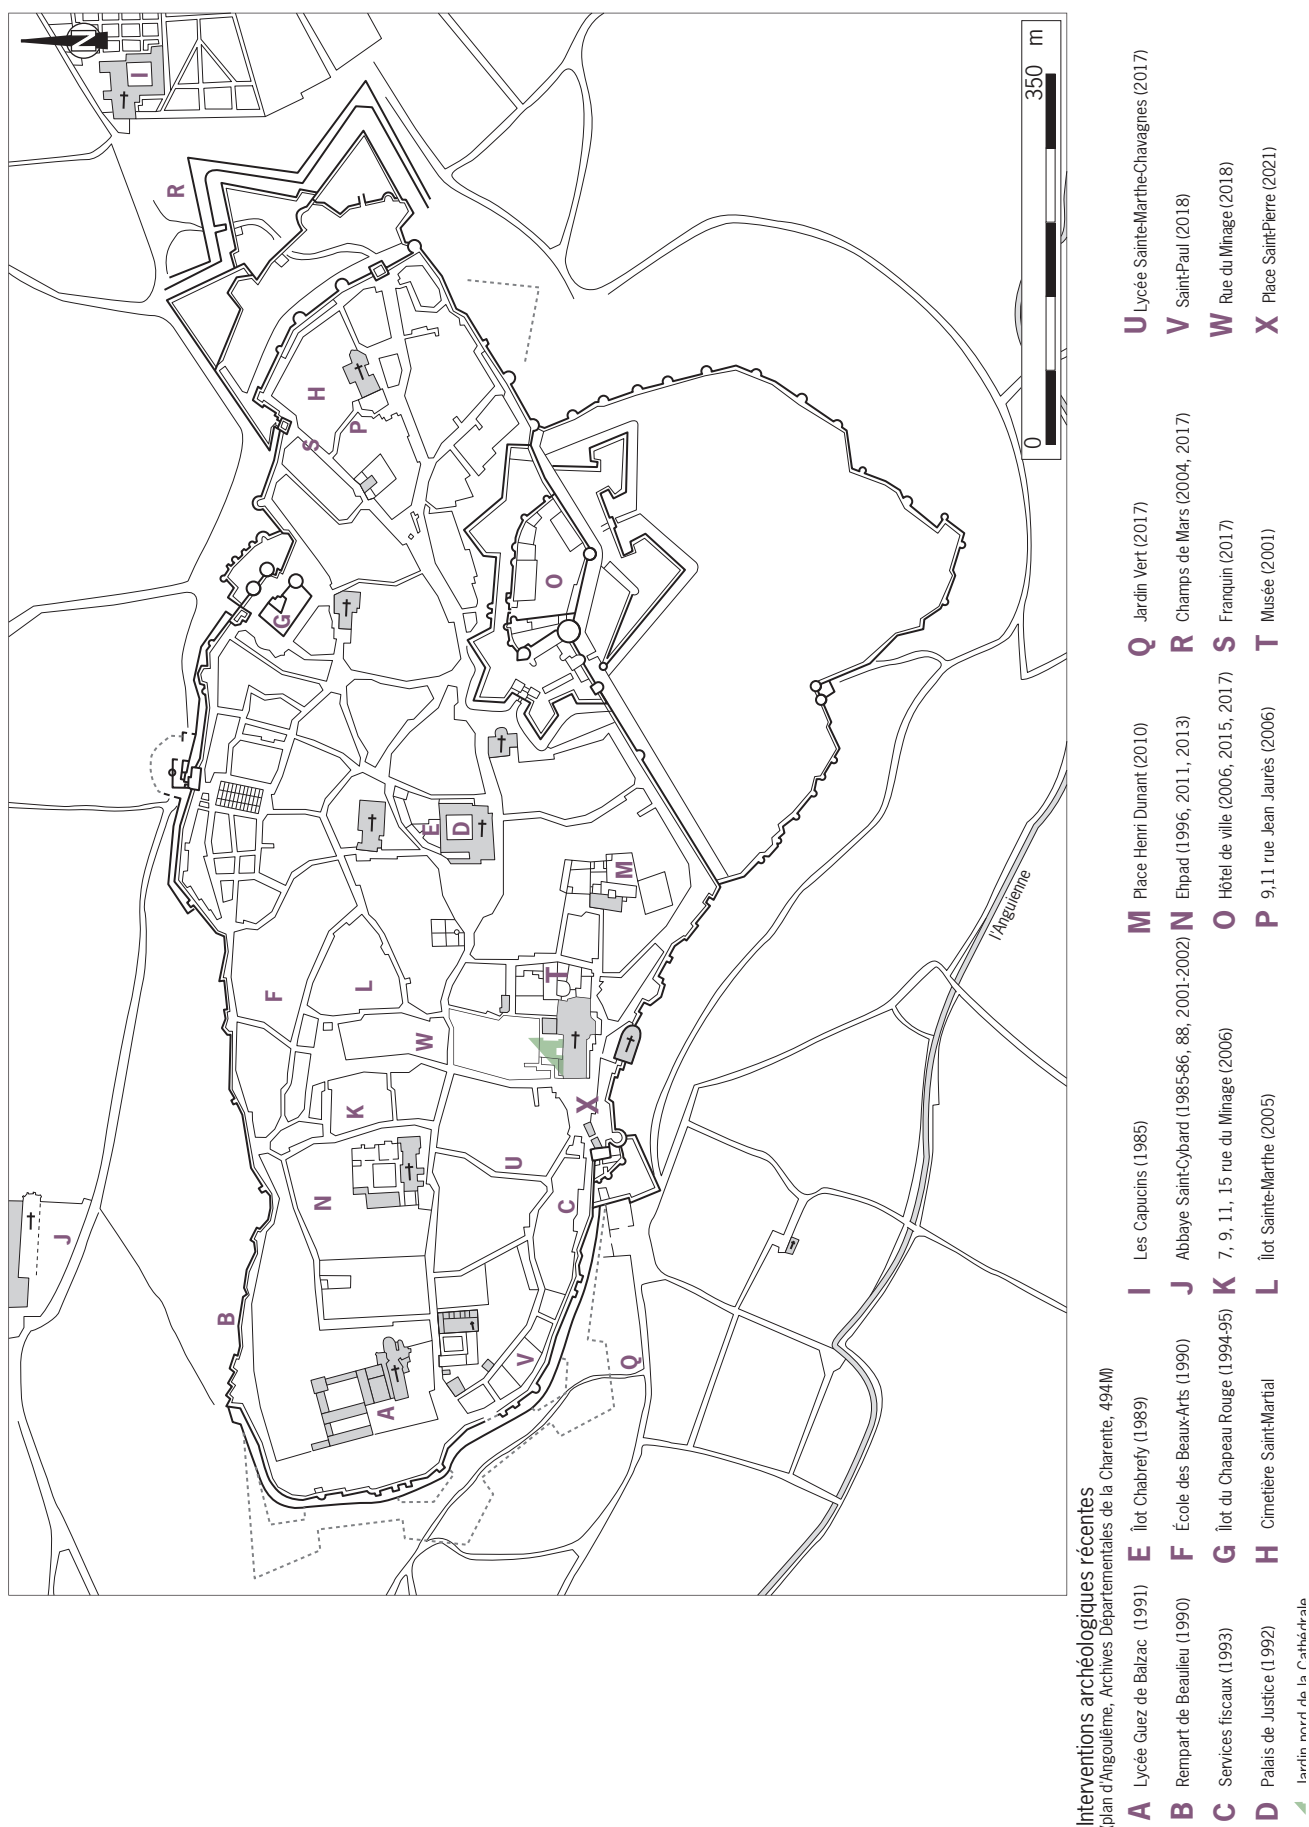 N
I
R
H
S
P
G
O
E
D
M
F
L
T
W
X
K
U
N
C
J
B
V
A
Q
l'Anguienne
0
350 m
Interventions archéologiques récentes
plan d'Angoulême, Archives Départementales de la Charente, 494M)
A Lycée Guez de Balzac (1991)
B Rempart de Beaulieu (1990)
C Services fiscaux (1993)
D Palais de Justice (1992)
Jardin nord de la Cathédrale
E Îlot Chabrefy (1989)
F École des Beaux-Arts (1990)
G Îlot du Chapeau Rouge (1994-95)
H Cimetière Saint-Martial
I Les Capucins (1985)
J Abbaye Saint-Cybard (1985-86, 88, 2001-2002)
K 7, 9, 11, 15 rue du Minage (2006)
L Îlot Sainte-Marthe (2005)
M Place Henri Dunant (2010)
N Ehpad (1996, 2011, 2013)
O Hôtel de ville (2006, 2015, 2017)
P 9,11 rue Jean Jaurès (2006)
Q Jardin Vert (2017)
R Champs de Mars (2004, 2017)
S Franquin (2017)
T Musée (2001)
U Lycée Sainte-Marthe-Chavagnes (2017)
V Saint-Paul (2018)
W Rue du Minage (2018)
X Place Saint-Pierre (2021)